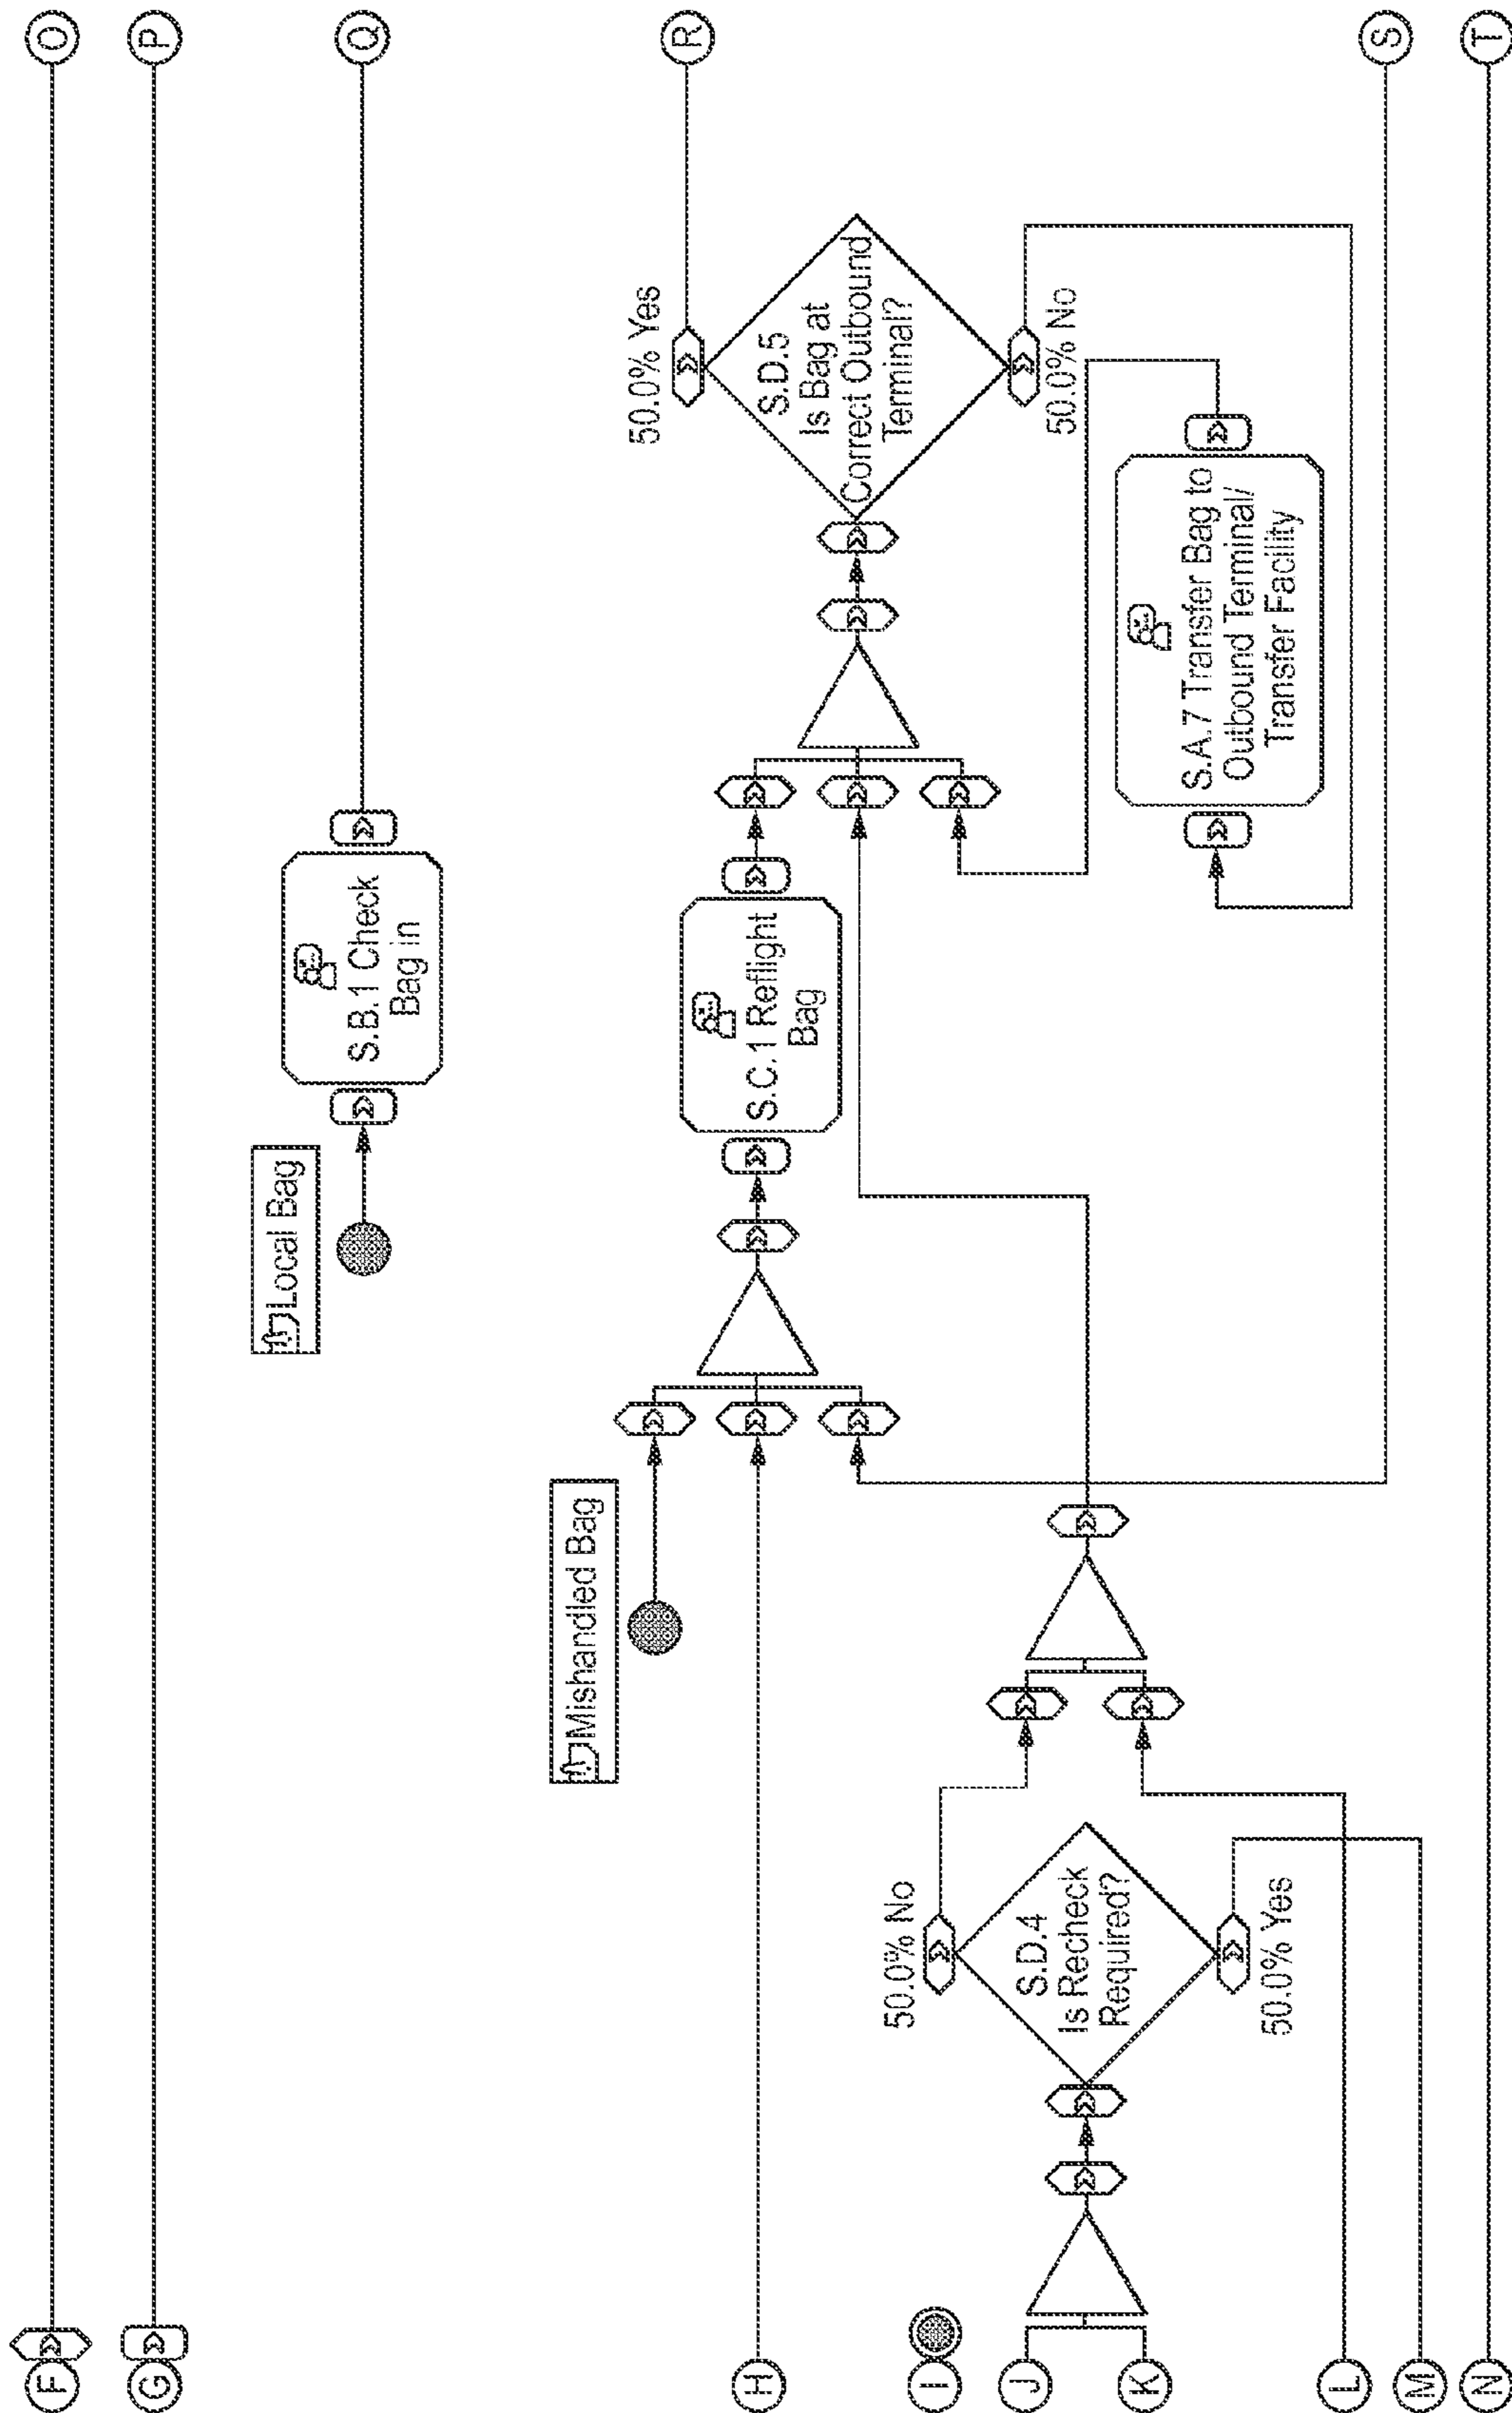 F
O
G
P
Local Bag
S.B.1 Check
Bag in
Q
Mishandled Bag
H
S.C.1 Reflight
Bag
50.0% Yes
R
S.D.5
Is Bag at
Correct Outbound
Terminal?
50.0% No
I
J
K
50.0% No
S.D.4
Is Recheck
Required?
50.0% Yes
S.A.7 Transfer Bag to
Outbound Terminal/
Transfer Facility
L
M
S
N
T